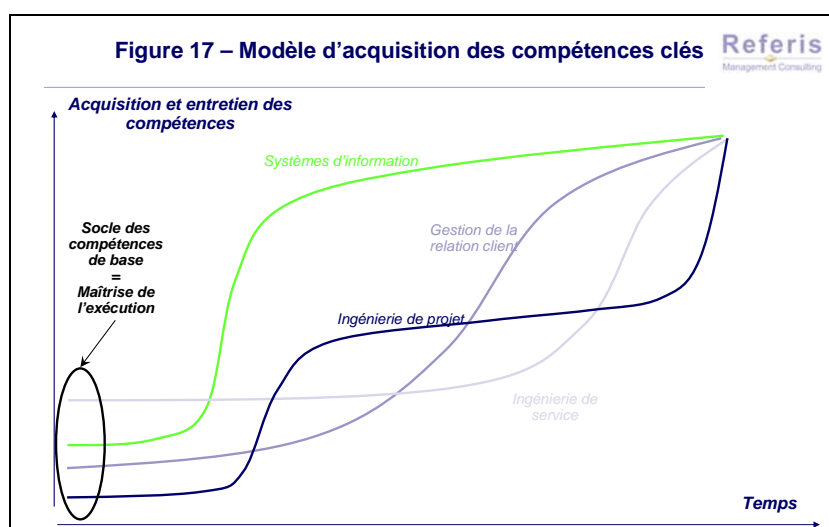 Figure 17 – Modèle d'acquisition des compétences clés
Referis
Management Consulting
Acquisition et entretien des
compétences
Systèmes d'information
Gestion de la
relation client
Socle des
compétences
de base
=
Maîtrise de
l'exécution
Ingénierie de projet
Ingénierie de
service
Temps